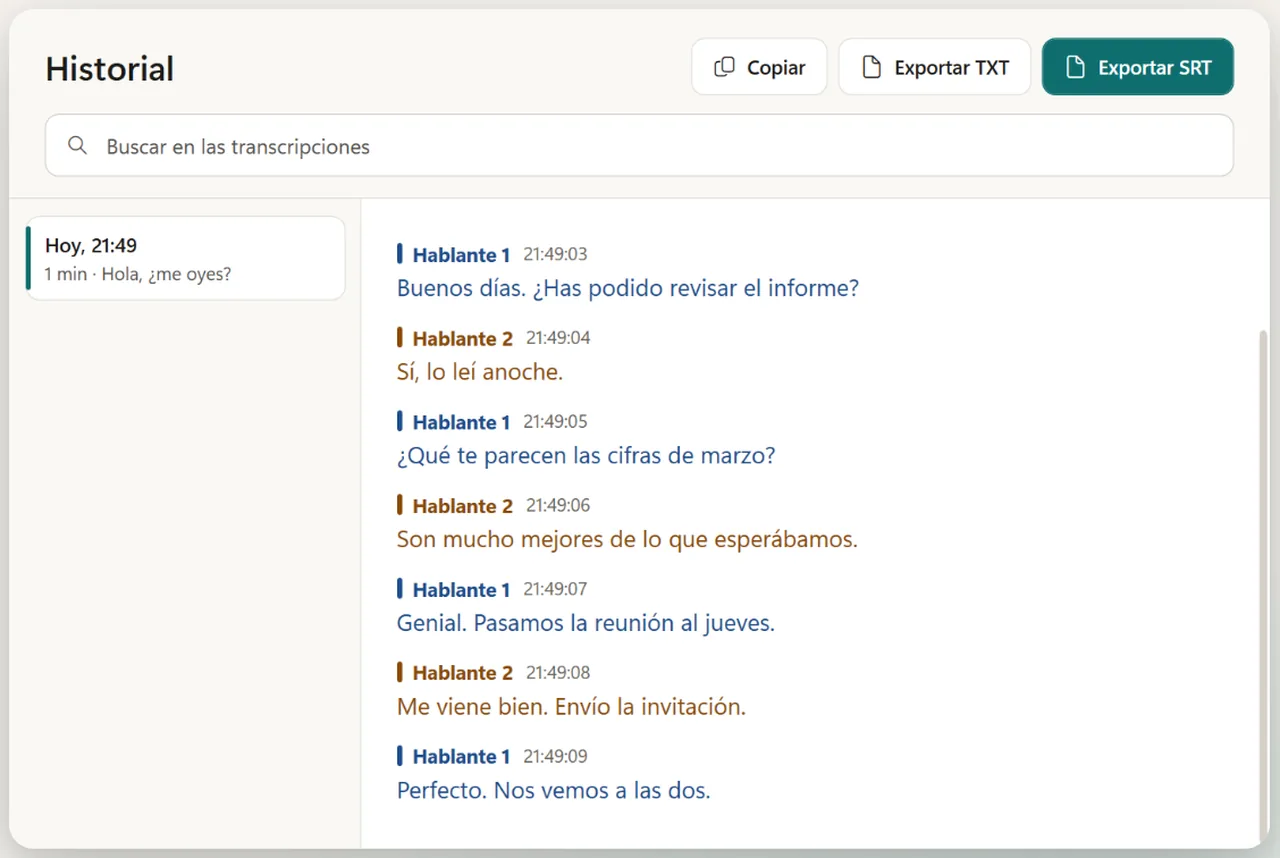 Historial
Copiar
Exportar TXT
Exportar SRT
Buscar en las transcripciones
Hoy, 21:49
1 min · Hola, ¿me oyes?
Hablante 1 21:49:03
Buenos días. ¿Has podido revisar el informe?
Hablante 2 21:49:04
Sí, lo leí anoche.
Hablante 1 21:49:05
¿Qué te parecen las cifras de marzo?
Hablante 2 21:49:06
Son mucho mejores de lo que esperábamos.
Hablante 1 21:49:07
Genial. Pasamos la reunión al jueves.
Hablante 2 21:49:08
Me viene bien. Envío la invitación.
Hablante 1 21:49:09
Perfecto. Nos vemos a las dos.